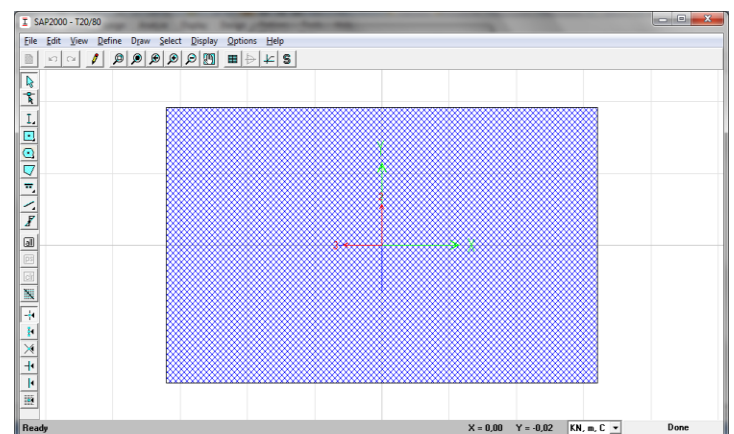 SAP2000 - T20/80
File Edit View Define Draw Select Display Options Help
S
all
Ready X = 0,00 Y = -0,02 KN, m, C Done